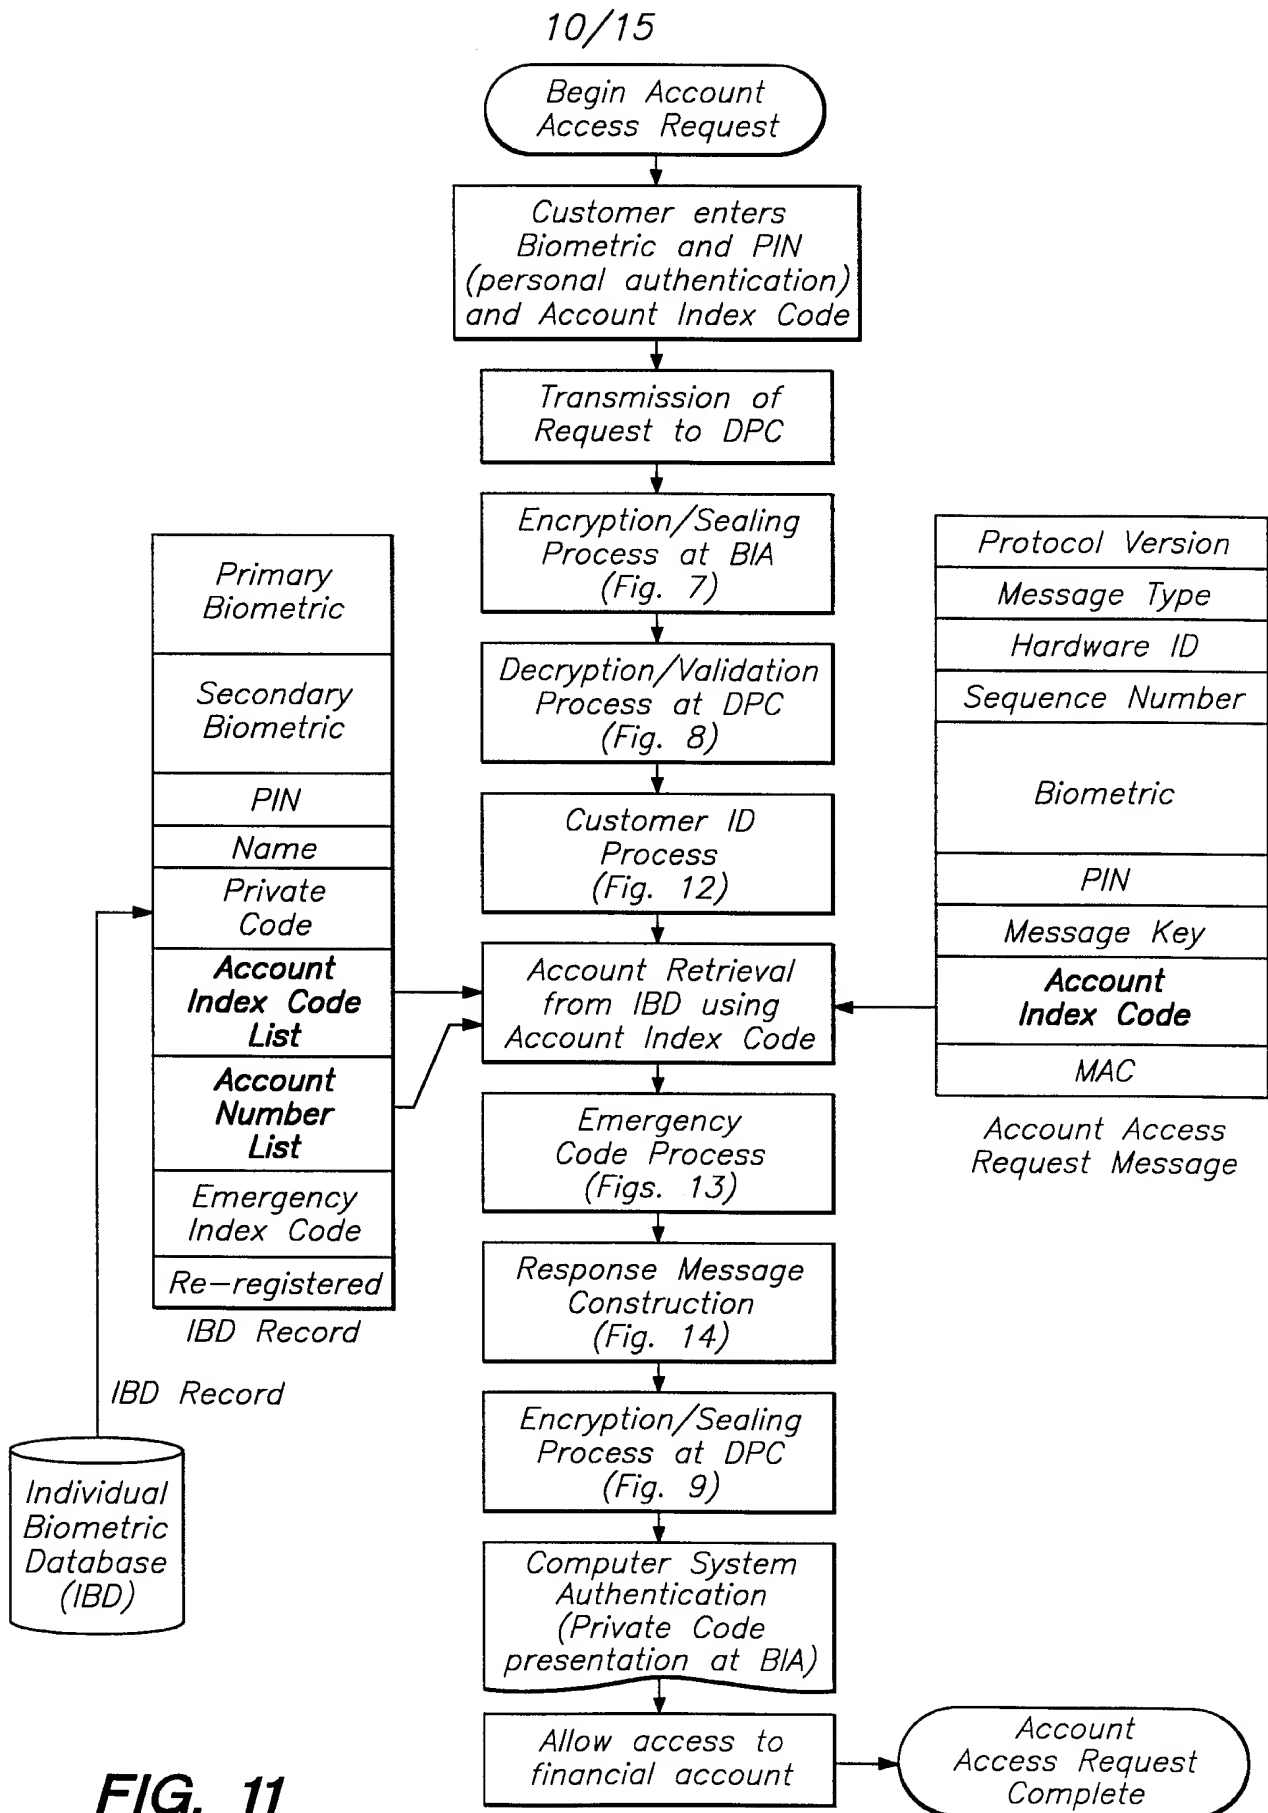 10/15
Begin Account
Access Request
Customer enters
Biometric and PIN
(personal authentication)
and Account Index Code
Transmission of
Request to DPC
Encryption/Sealing
Process at BIA
(Fig. 7)
Decryption/Validation
Process at DPC
(Fig. 8)
Customer ID
Process
(Fig. 12)
Account Retrieval
from IBD using
Account Index Code
Emergency
Code Process
(Figs. 13)
Response Message
Construction
(Fig. 14)
Encryption/Sealing
Process at DPC
(Fig. 9)
Computer System
Authentication
(Private Code
presentation at BIA)
Allow access to
financial account
Account
Access Request
Complete
Primary
Biometric
Secondary
Biometric
PIN
Name
Private
Code
Account
Index Code
List
Account
Number
List
Emergency
Index Code
Re-registered
IBD Record
IBD Record
Individual
Biometric
Database
(IBD)
Protocol Version
Message Type
Hardware ID
Sequence Number
Biometric
PIN
Message Key
Account
Index Code
MAC
Account Access
Request Message
FIG. 11